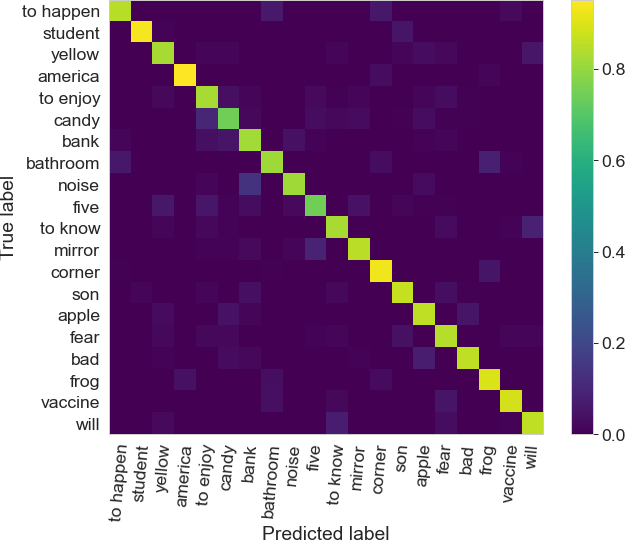 to happen
student
yellow
america
to enjoy
candy
bank
bathroom
noise
five
to know
mirror
corner
son
apple
fear
bad
frog
vaccine
will
True label
to happen
student
yellow
america
to enjoy
candy
bank
bathroom
noise
five
to know
mirror
corner
son
apple
fear
bad
frog
vaccine
will
Predicted label
0.8
0.6
0.4
0.2
0.0